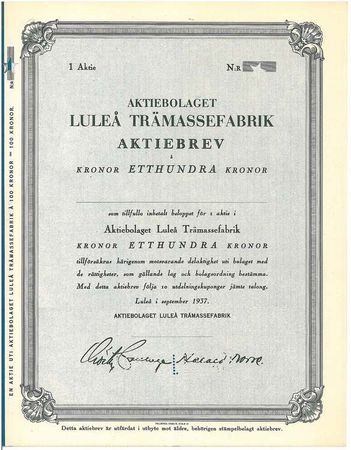 1 Aktie
N:R
AKTIEBOLAGET
LULEÅ TRÄMASSEFABRIK
AKTIEBREV
å
KRONOR ETTHUNDRA KRONOR
som tillfullo inbetalt beloppet för 1 aktie i
Aktiebolaget Luleå Trämassefabrik
KRONOR ETTHUNDRA KRONOR
tillförsäkras härigenom motsvarande delaktighet uti bolaget med
de rättigheter, som gällande lag och bolagsordning bestämma.
Med detta aktiebrev följa 10 utdelningskuponger jämte talong.
Luleå i september 1937.
AKTIEBOLAGET LULEÅ TRÄMASSEFABRIK
Detta aktiebrev är utfärdat i utbyte mot äldre, behörigen stämpelbelagt aktiebrev.
EN AKTIE UTI AKTIEBOLAGET LULEÅ TRÄMASSEFABRIK Å 100 KRONOR = 100 KRONOR.
N:R